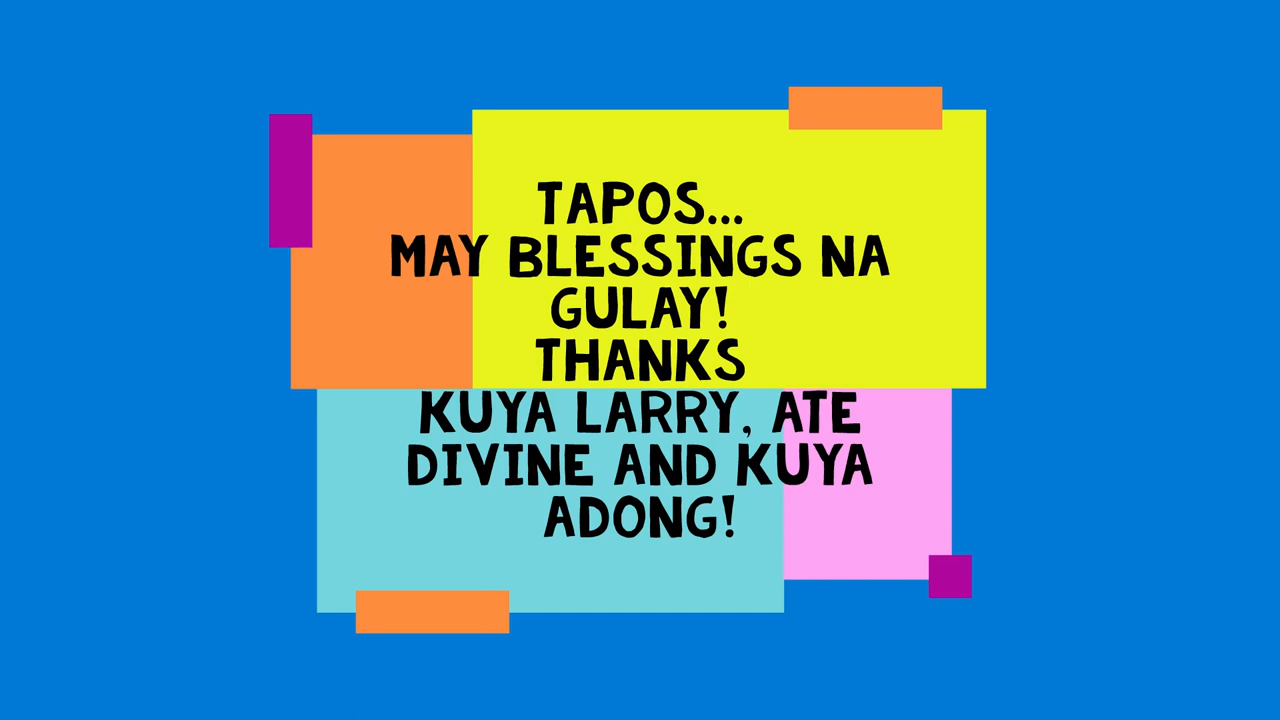 TAPOS...
MAY BLESSINGS NA
GULAY!
THANKS
KUYA LARRY, ATE
DIVINE AND KUYA
ADONG!